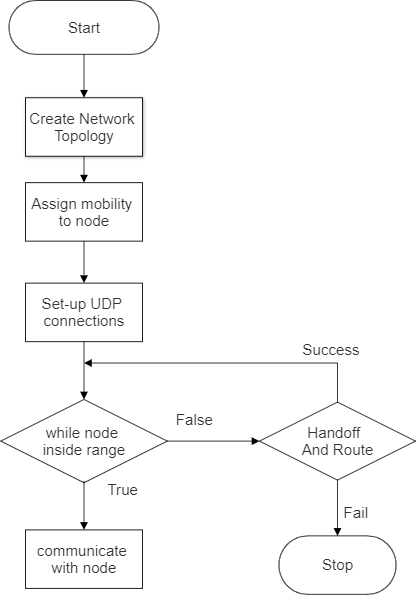 Start
Create Network
Topology
Assign mobility
to node
Set-up UDP
connections
Success
while node
inside range
False
Handoff
And Route
True
Fail
communicate
with node
Stop